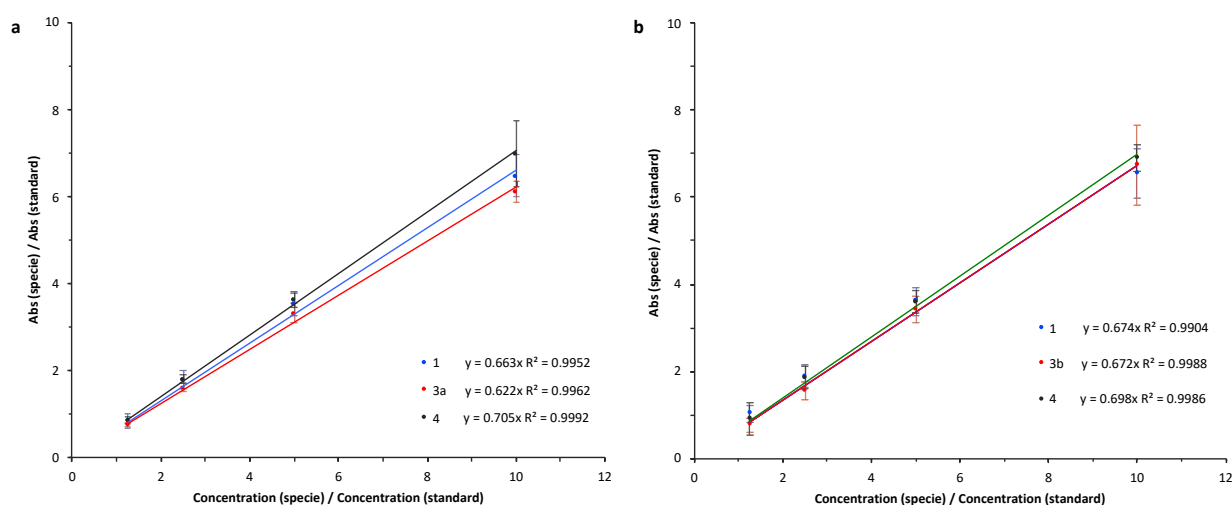 a
Abs (specie) / Abs (standard)
10
8
6
4
2
0
0 2 4 6 8 10 12
Concentration (specie) / Concentration (standard)
1 y = 0.663x R² = 0.9952
3a y = 0.622x R² = 0.9962
4 y = 0.705x R² = 0.9992
b
Abs (specie) / Abs (standard)
10
8
6
4
2
0
0 2 4 6 8 10 12
Concentration (specie) / Concentration (standard)
1 y = 0.674x R² = 0.9904
3b y = 0.672x R² = 0.9988
4 y = 0.698x R² = 0.9986